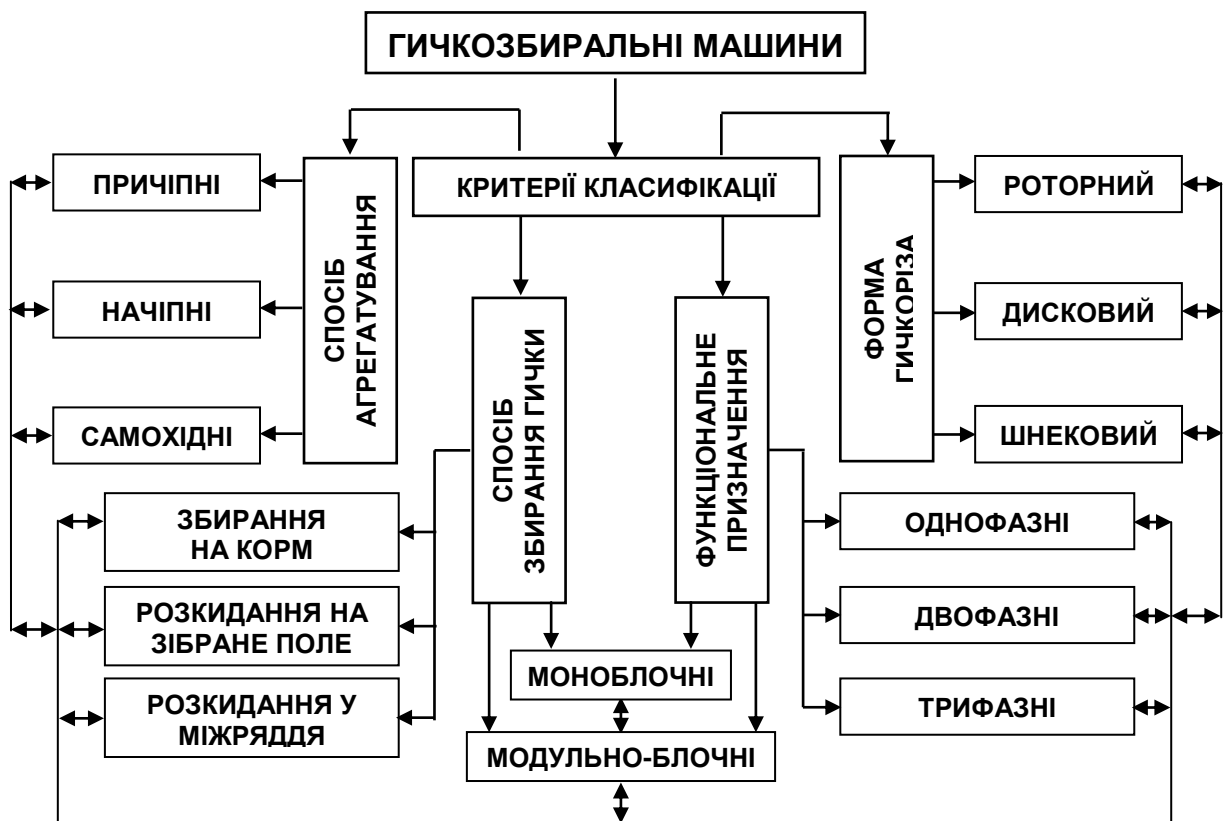 ГИЧКОЗБИРАЛЬНІ МАШИНИ
КРИТЕРІЇ КЛАСИФІКАЦІЇ
СПОСІБ
АГРЕГАТУВАННЯ
ПРИЧІПНІ
НАЧІПНІ
САМОХІДНІ
СПОСІБ
ЗБИРАННЯ ГИЧКИ
ЗБИРАННЯ
НА КОРМ
РОЗКИДАННЯ НА
ЗІБРАНЕ ПОЛЕ
РОЗКИДАННЯ У
МІЖРЯДДЯ
ФУНКЦІОНАЛЬНЕ
ПРИЗНАЧЕННЯ
ОДНОФАЗНІ
ДВОФАЗНІ
ТРИФАЗНІ
ФОРМА
ГИЧКОРІЗА
РОТОРНИЙ
ДИСКОВИЙ
ШНЕКОВИЙ
МОНОБЛОЧНІ
МОДУЛЬНО-БЛОЧНІ